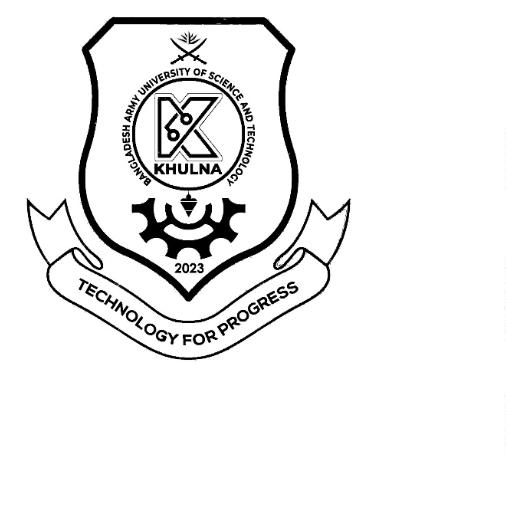 BANGLADESH ARMY UNIVERSITY OF SCIENCE AND TECHNOLOGY
K
KHULNA
2023
TECHNOLOGY FOR PROGRESS